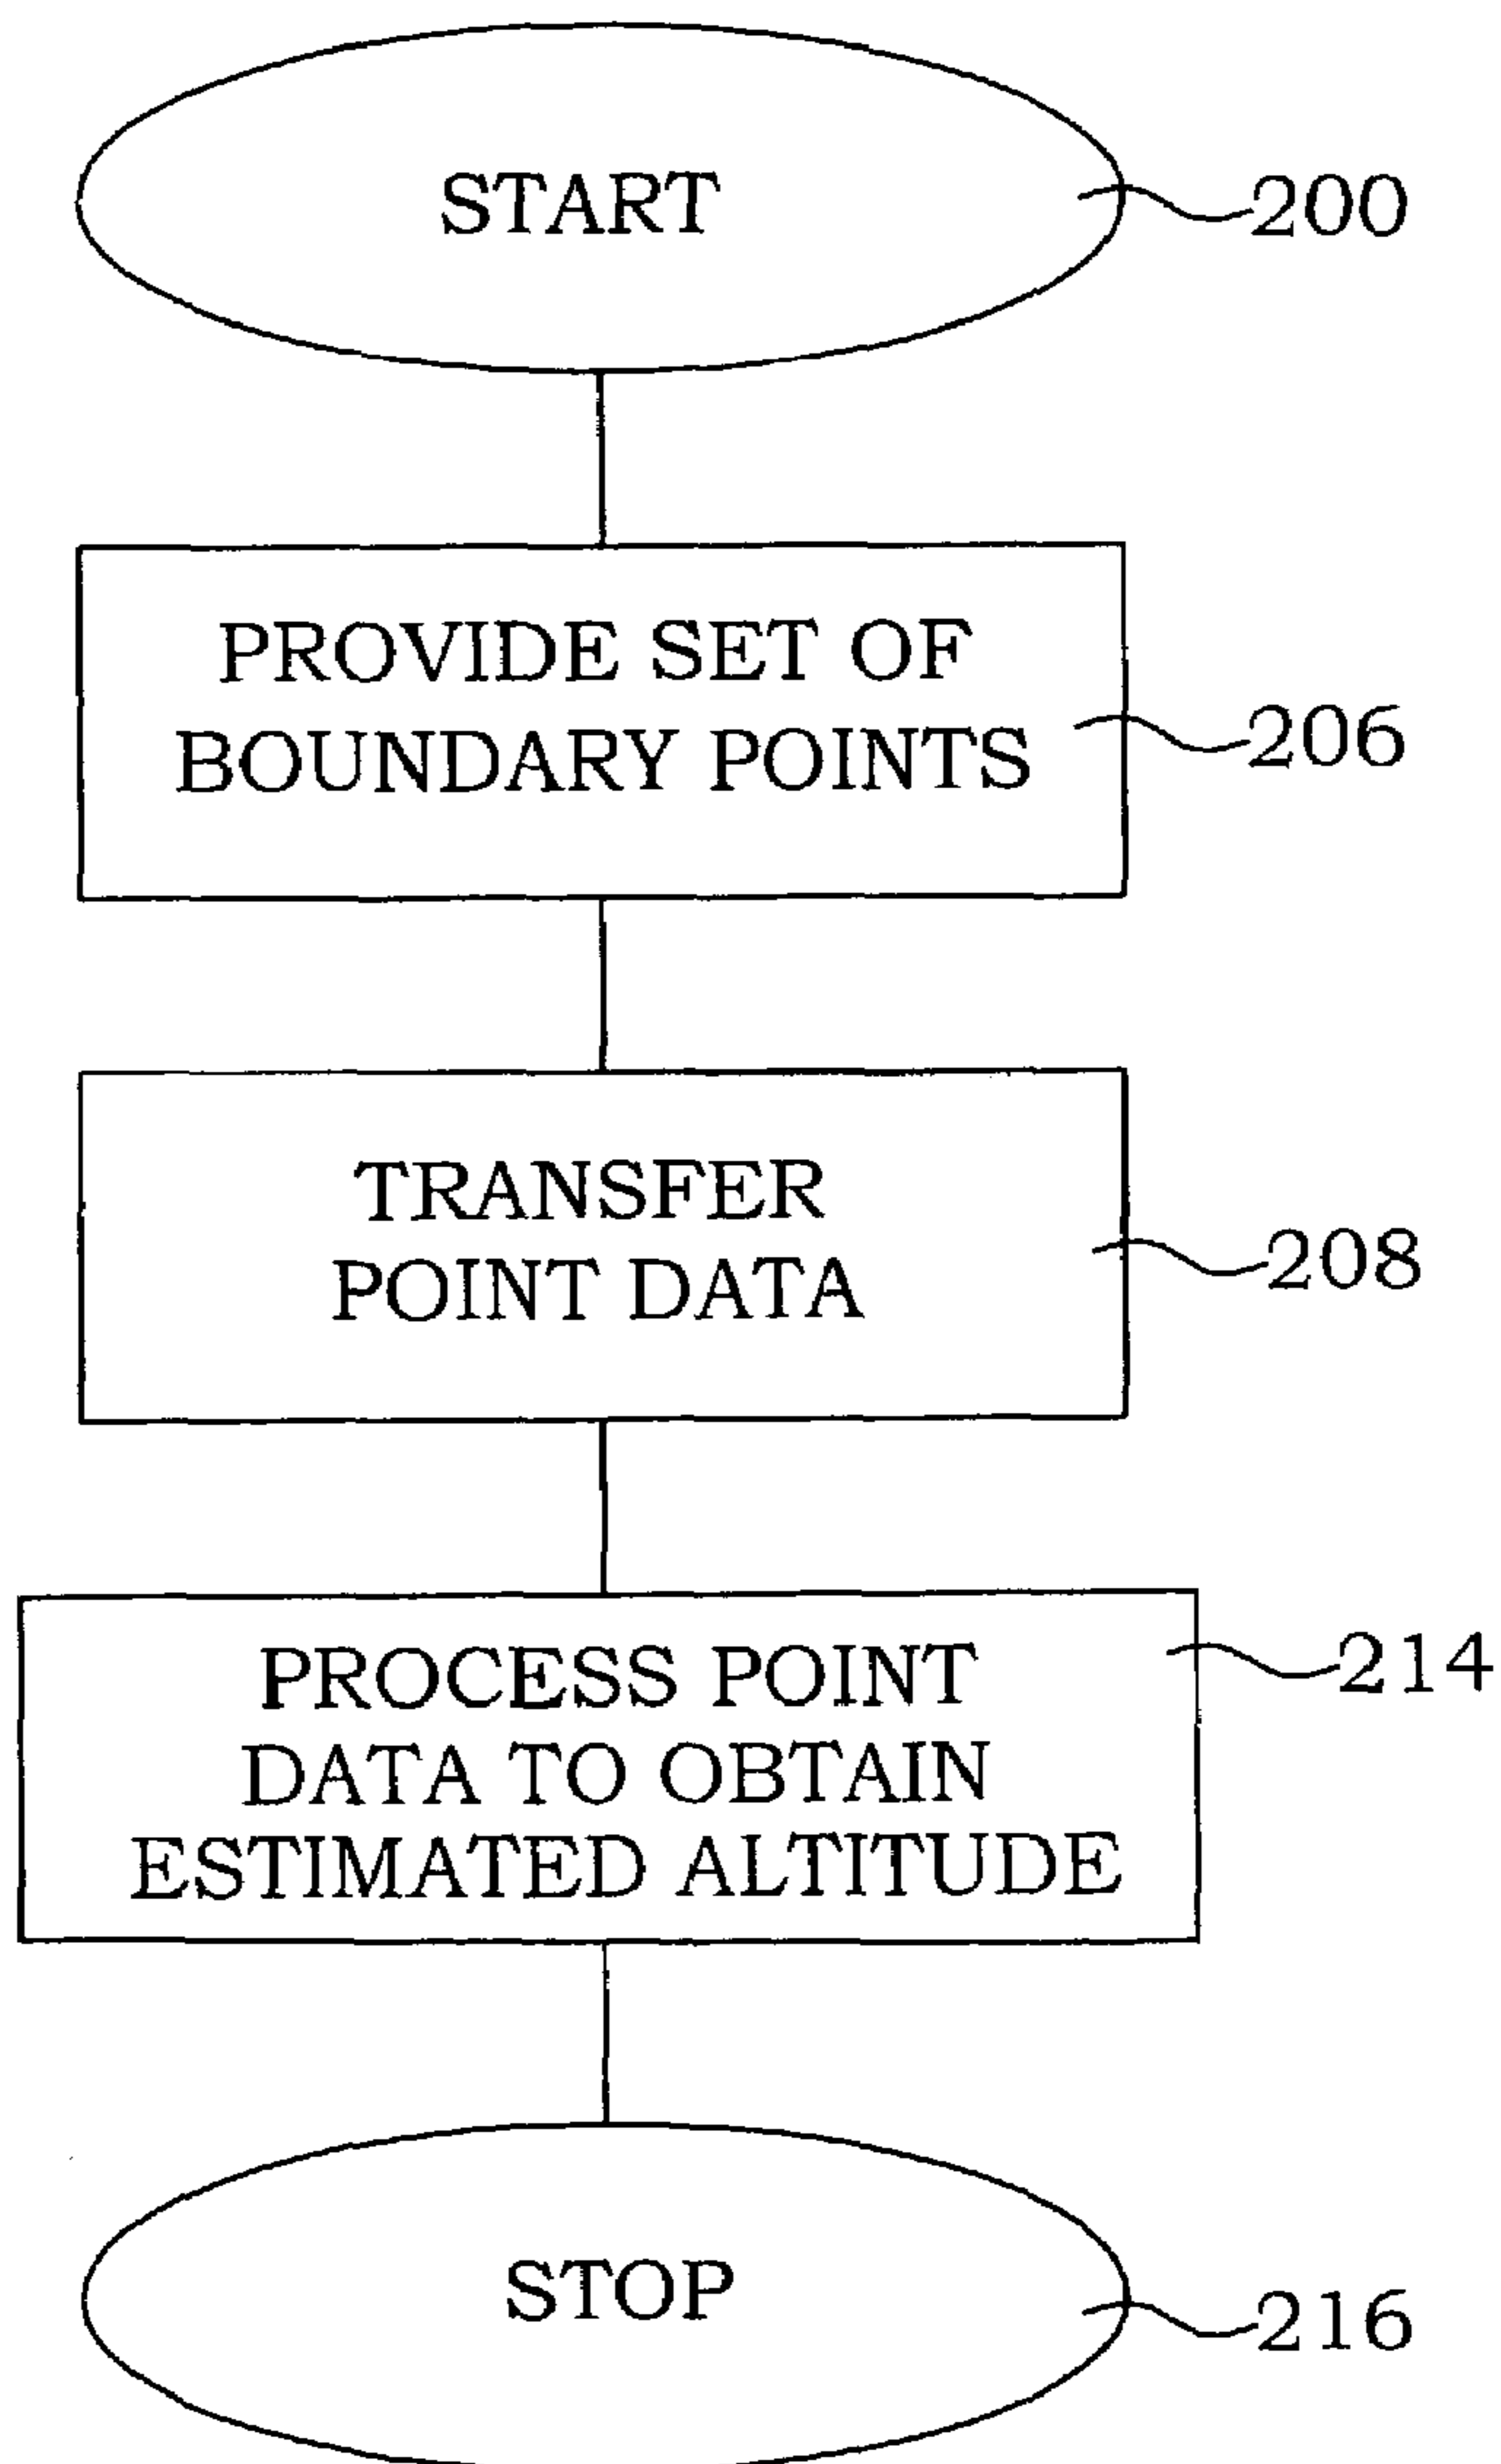 START
200
PROVIDE SET OF
BOUNDARY POINTS
206
TRANSFER
POINT DATA
208
PROCESS POINT
DATA TO OBTAIN
ESTIMATED ALTITUDE
214
STOP
216